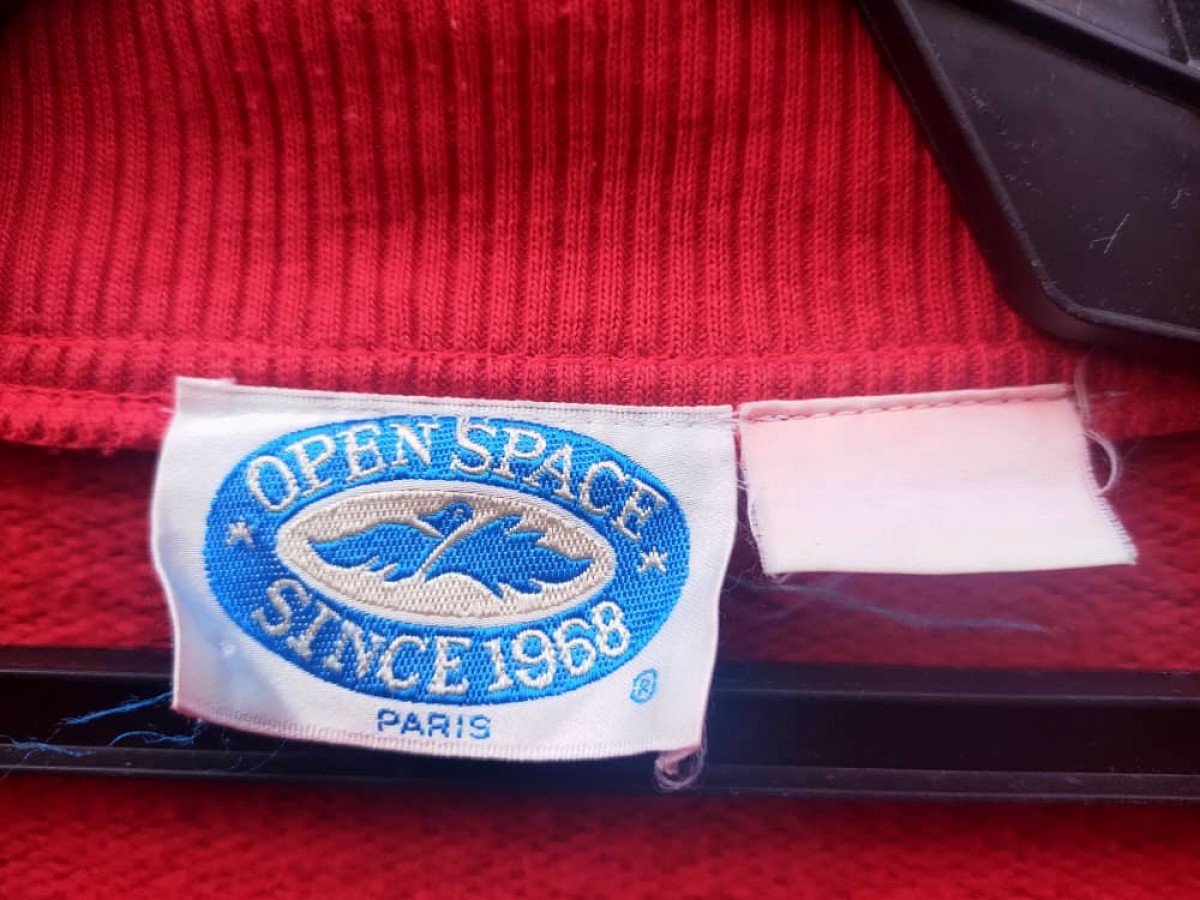 OPEN SPACE
SINCE 1968
®
PARIS